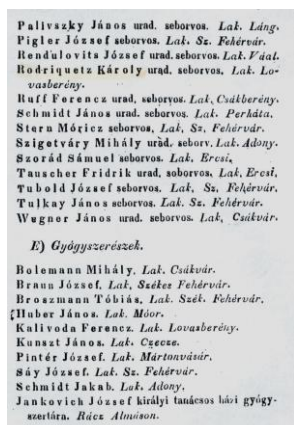 Palivszky János urad. seborvos. Lak. Láng.
Pigler József seborvos. Lak. Sz. Fehérvár.
Rendulovits József urad. seborvos. Lak. Váal.
Rodriquetz Károly urad. seborvos. Lak. Lo-
vasberény.
Ruff Ferencz urad. seborvos. Lak. Csákberény.
Schmidt János urad. seborvos. Lak. Perkáta.
Stern Móricz seborvos. Lak. Sz. Fehérvár.
Szigetváry Mihály urad. seborv. Lak. Adony.
Szorád Sámuel seborvos. Lak. Ercsi.
Tauscher Fridrik urad. seborvos. Lak. Ercsi.
Tubold József seborvos. Lak. Sz. Fehérvár.
Tulkay János seborvos. Lak. Sz. Fehérvár.
Wegner János urad. seborvos. Lak. Csákvár.
E) Gyógyszerészek.
Bolemann Mihály. Lak. Csákvár.
Braun József. Lak. Székes Fehérvár.
Broszmann Tóbiás. Lak. Szék. Fehérvár.
Huber János. Lak. Móor.
Kalivoda Ferencz. Lak. Lovasberény.
Kunszt János. Lak. Czecze.
Pintér József. Lak. Mártonvásár.
Sáy József. Lak. Sz. Fehérvár.
Schmidt Jakab. Lak. Adony.
Jankovich József királyi tanácsos házi gyógy-
szertára. Rácz Almáson.